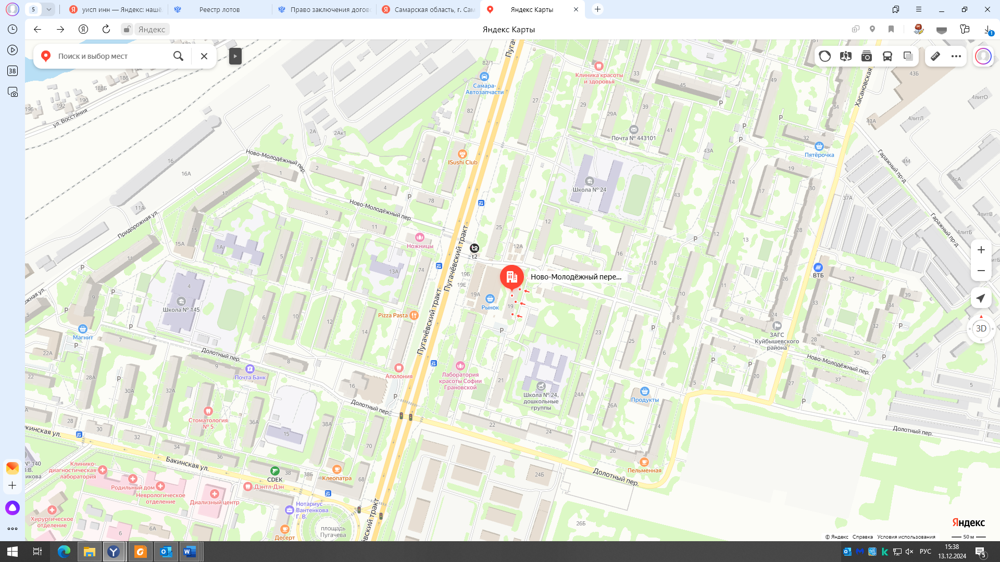 5
уисп инн — Яндекс: нашё
Реестр лотов
Право заключения догово
Самарская область, г. Сам
Яндекс Карты
Яндекс
Яндекс Карты
1
38
Поиск и выбор мест
82/1
Самара-
Автозапчасти
Клиника красоты
и здоровья
33
45
49
34
43Б
Хасановская
4литО
4литЛ
43А
186
188Б
190
192
196
ул. Восстания
82
27
29
29А
39
41
Почта № 443101
32
Пятёрочка
2А
2Ак1
16
16А
Ново-Молодёжный пер.
1
2
4
6
78
ISushi Club
43А
Гаражный пр-д
4М
4сА
Школа № 24
14
19
17
30
43
37А
4литВ
Гаражный пр-д
4литБ
17
11А
Придорожная ул.
15
15А
11
3
Ново-Молодёжный пер.
11
Ножницы
25
12
12А
12
13
28
1А
5
7
9
13А
74
t2
Пугачёвский тракт
16
18
ВТБ
37
19Б
19Е
19А
Рынок
19
Ново-Молодёжный пере...
10
33
34
39
4
Школа № 145
9
5
Магнит
6
10
12
14
Pizza Pasta
Пугачёвский тракт
8
24
ЗАГС
Куйбышевского
района
32
3D
23
25
6
7
28
30
Ново-Молодёжный пер.
5
7
22А
Долотный пер.
8
9
Почта Банк
Аполония
Лаборатория
красоты Софии
Грановской
21
Школа № 24,
дошкольные
группы
24А
26А
Продукты
5
20
27
37
5
22
28А
30А
32А
16
Долотный пер.
Стоматология
№ 5
36А
38А
15
28
30
32
34
36
70
22
24
26
4
Долотный пер.
Бакинская ул.
38
38Б
CDEK
Клеопатра
68
Дэнтл-Дэн
Пельменная
24Б
Долотный пер.
№ 140
Клинико-
диагностическая
лаборатория
Родильный дом
Неврологическое
отделение
Диализный центр
Хирургическое
отделение
6
6А
Нотариус
Вантенкова
Г. В.
Десерт
площадь
Пугачева
26Б
Яндекс
© Яндекс Справка Условия использования
50 м
РУС
15:38
13.12.2024
5